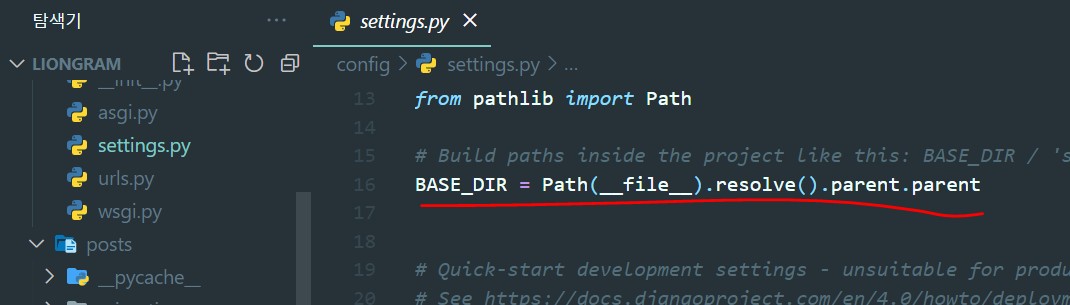 탐색기 ...
settings.py ×
LIONGRAM
config > settings.py > ...
__init__.py
asgi.py
settings.py
urls.py
wsgi.py
posts
__pycache__
13 from pathlib import Path
14
15 # Build paths inside the project like this: BASE_DIR / 's
16 BASE_DIR = Path(__file__).resolve().parent.parent
17
18
19 # Quick-start development settings - unsuitable for produ
20 # See https://docs.djangoproject.com/en/4.0/howto/deploym